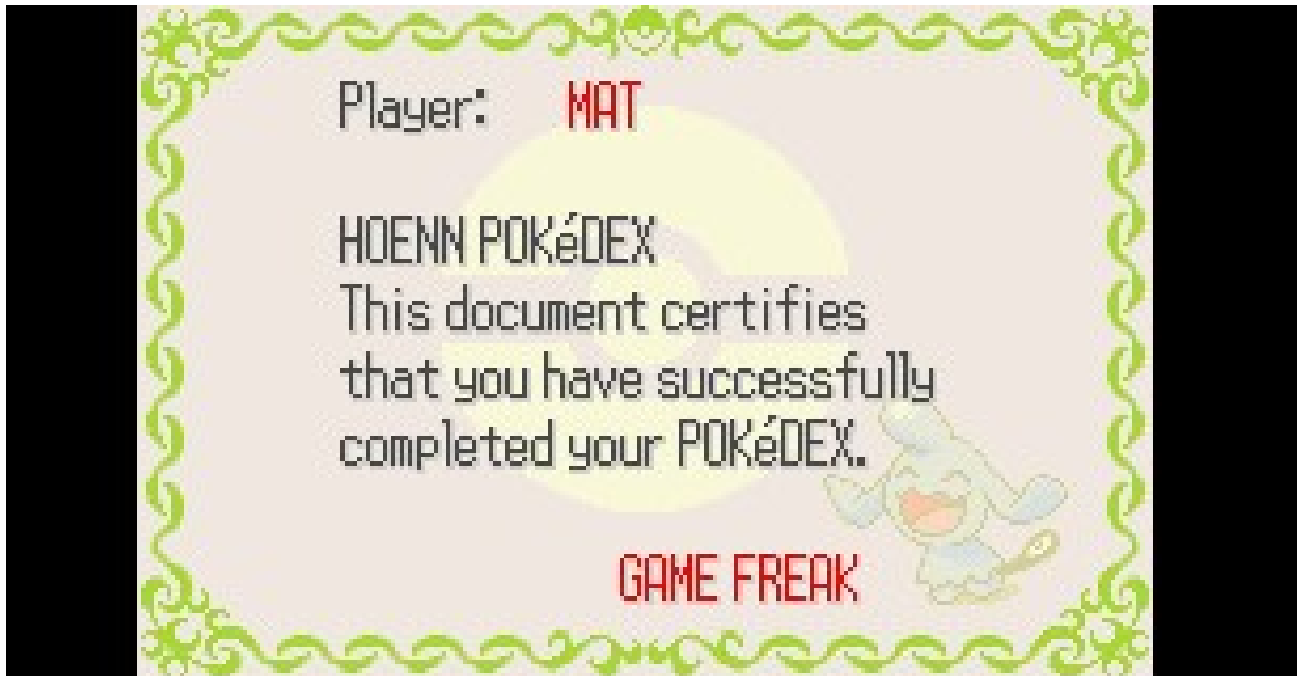 Player: MAT
HOENN POKéDEX
This document certifies
that you have successfully
completed your POKéDEX.
GAME FREAK